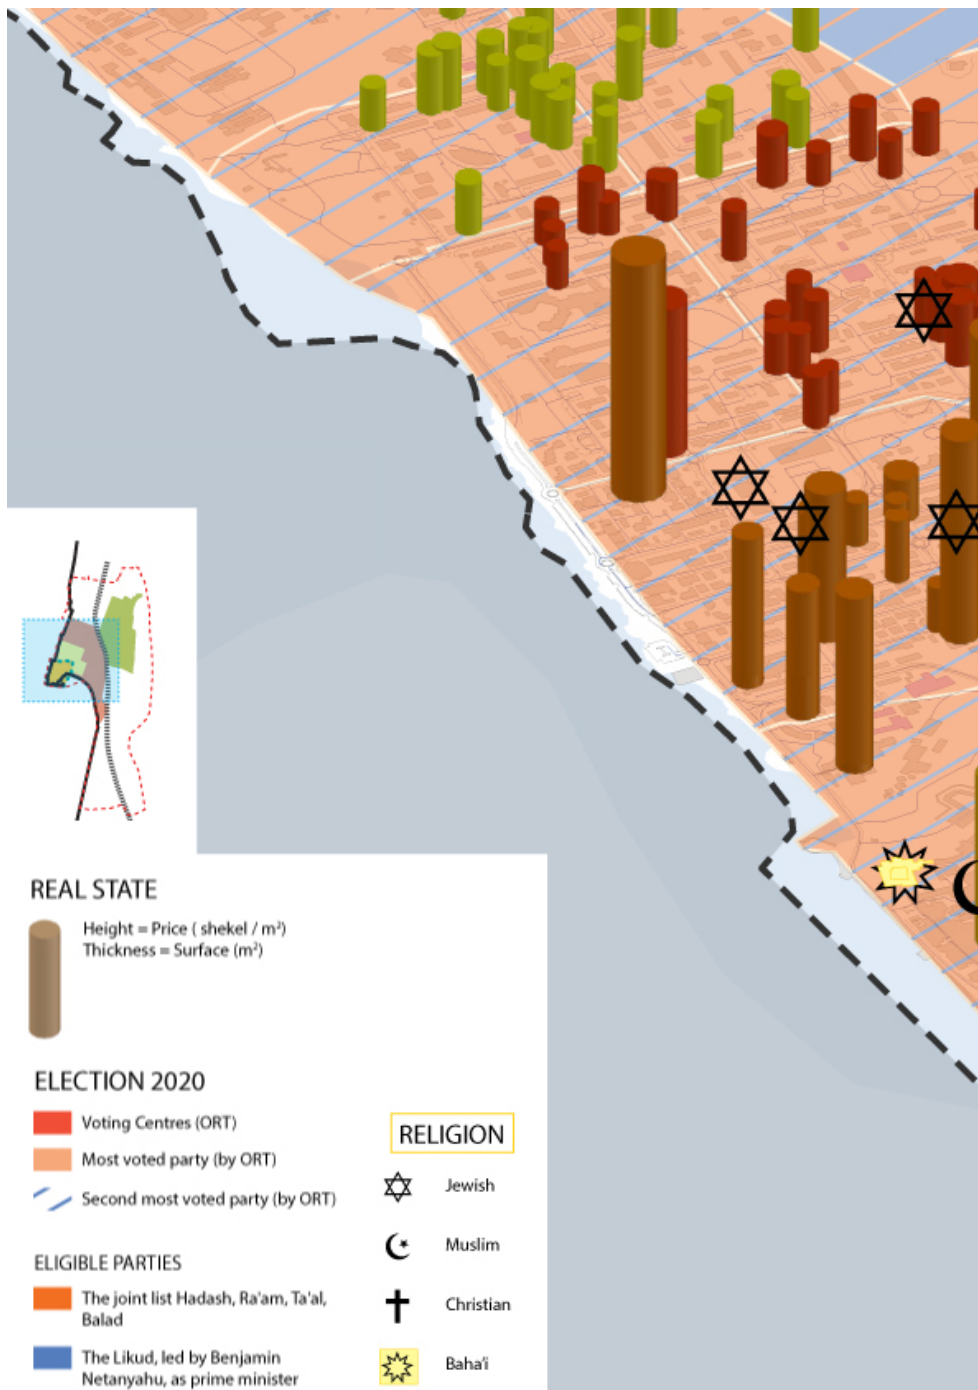 REAL STATE
Height = Price ( shekel / m²)
Thickness = Surface (m²)
ELECTION 2020
Voting Centres (ORT)
Most voted party (by ORT)
Second most voted party (by ORT)
ELIGIBLE PARTIES
The joint list Hadash, Ra'am, Ta'al,
Balad
The Likud, led by Benjamin
Netanyahu, as prime minister
RELIGION
Jewish
Muslim
Christian
Baha'i